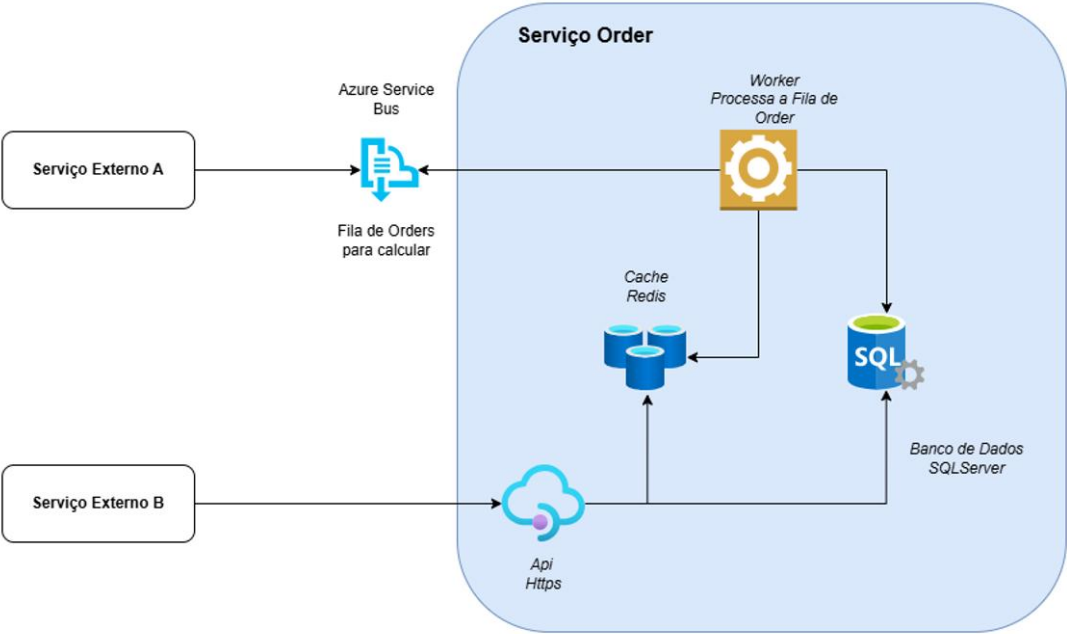 Serviço Order
Azure Service
Bus
Worker
Processa a Fila de
Order
Serviço Externo A
Fila de Orders
para calcular
Cache
Redis
SQL
Banco de Dados
SQLServer
Serviço Externo B
Api
Https